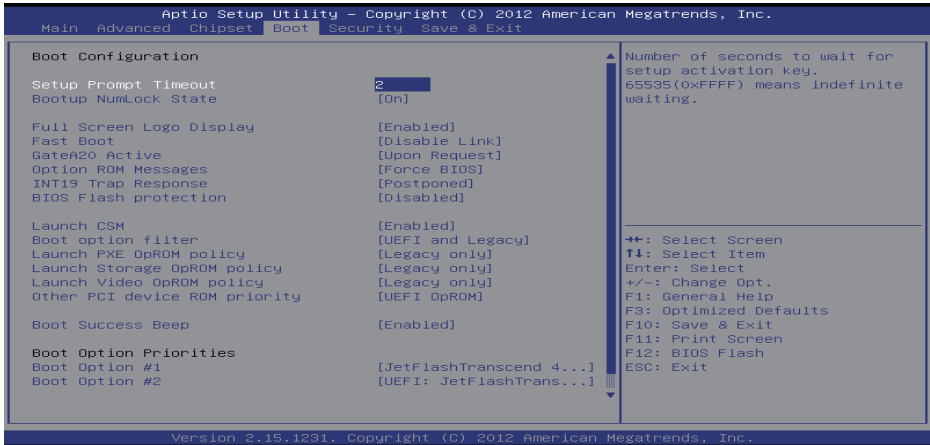 Aptio Setup Utility – Copyright (C) 2012 American Megatrends, Inc.
Main Advanced Chipset Boot Security Save & Exit
Boot Configuration
Setup Prompt Timeout 2
Bootup NumLock State [On]
Full Screen Logo Display [Enabled]
Fast Boot [Disable Link]
GateA20 Active [Upon Request]
Option ROM Messages [Force BIOS]
INT19 Trap Response [Postponed]
BIOS Flash protection [Disabled]
Launch CSM [Enabled]
Boot option filter [UEFI and Legacy]
Launch PXE OpROM policy [Legacy only]
Launch Storage OpROM policy [Legacy only]
Launch Video OpROM policy [Legacy only]
Other PCI device ROM priority [UEFI OpROM]
Boot Success Beep [Enabled]
Boot Option Priorities
Boot Option #1 [JetFlashTranscend 4...]
Boot Option #2 [UEFI: JetFlashTrans...]
Number of seconds to wait for
setup activation key.
65535(0xFFFF) means indefinite
waiting.
→←: Select Screen
↑↓: Select Item
Enter: Select
+/-: Change Opt.
F1: General Help
F3: Optimized Defaults
F10: Save & Exit
F11: Print Screen
F12: BIOS Flash
ESC: Exit
Version 2.15.1231. Copyright (C) 2012 American Megatrends, Inc.